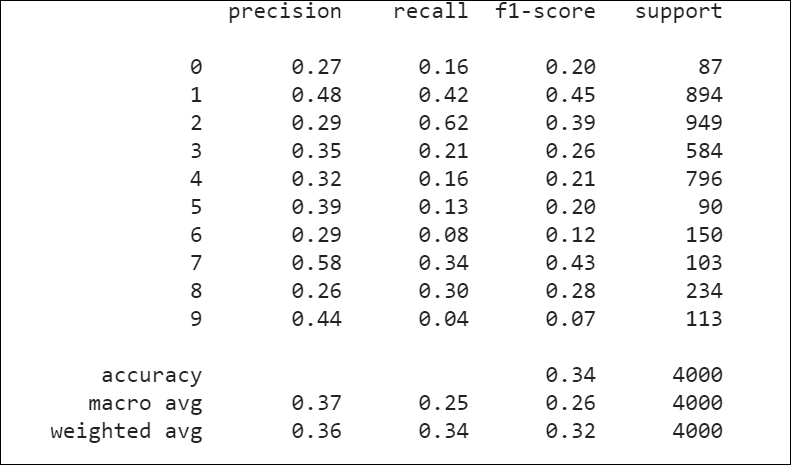 precision recall f1-score support
0 0.27 0.16 0.20 87
1 0.48 0.42 0.45 894
2 0.29 0.62 0.39 949
3 0.35 0.21 0.26 584
4 0.32 0.16 0.21 796
5 0.39 0.13 0.20 90
6 0.29 0.08 0.12 150
7 0.58 0.34 0.43 103
8 0.26 0.30 0.28 234
9 0.44 0.04 0.07 113
accuracy 0.34 4000
macro avg 0.37 0.25 0.26 4000
weighted avg 0.36 0.34 0.32 4000